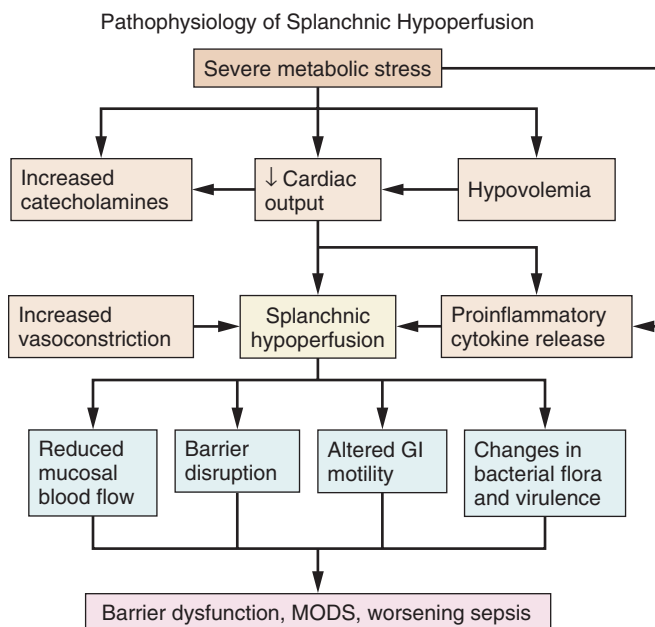 Pathophysiology of Splanchnic Hypoperfusion
Severe metabolic stress
Increased
catecholamines
↓ Cardiac
output
Hypovolemia
Increased
vasoconstriction
Splanchnic
hypoperfusion
Proinflammatory
cytokine release
Reduced
mucosal
blood flow
Barrier
disruption
Altered GI
motility
Changes in
bacterial flora
and virulence
Barrier dysfunction, MODS, worsening sepsis